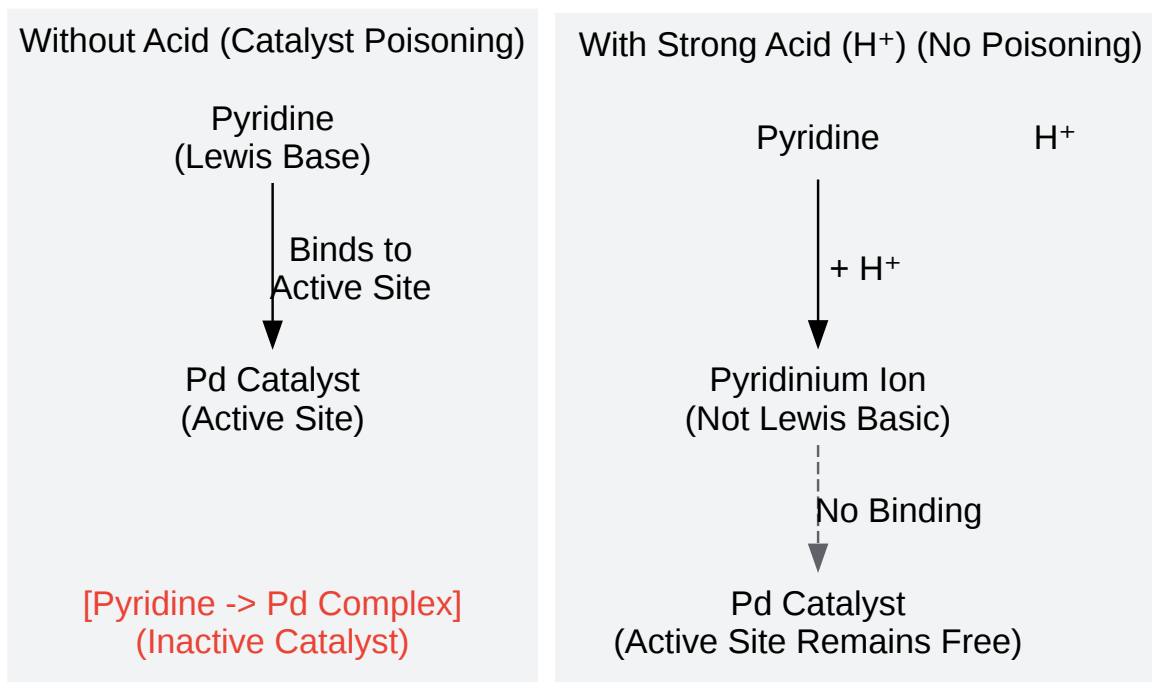 Without Acid (Catalyst Poisoning)
Pyridine
(Lewis Base)
Binds to
Active Site
Pd Catalyst
(Active Site)
[Pyridine -> Pd Complex]
(Inactive Catalyst)
With Strong Acid (H⁺) (No Poisoning)
Pyridine
H⁺
+ H⁺
Pyridinium Ion
(Not Lewis Basic)
No Binding
Pd Catalyst
(Active Site Remains Free)